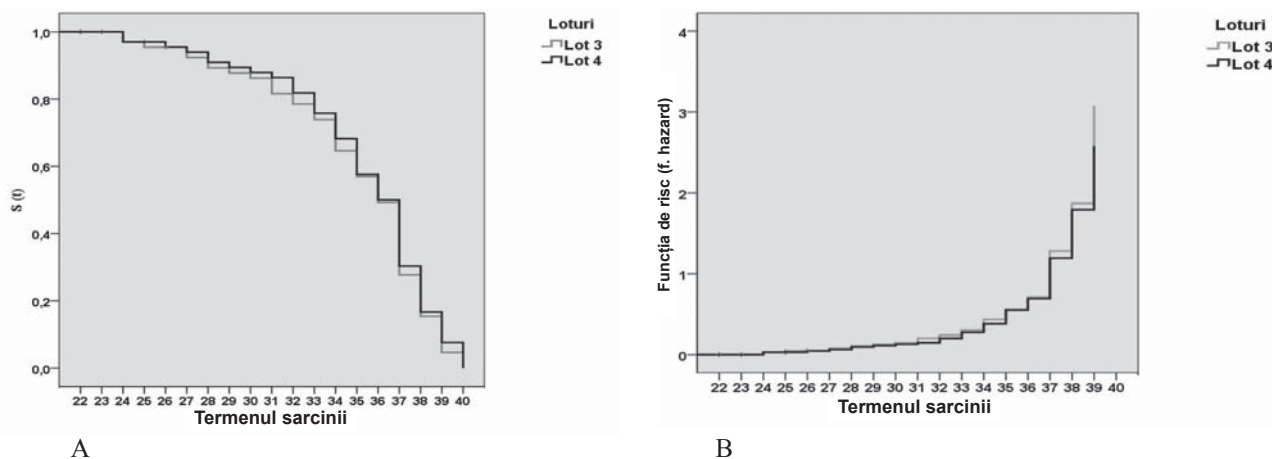 Loturi
Lot 3
Lot 4
1,0
0,8
0,6
0,4
0,2
0,0
S (t)
22 23 24 25 26 27 28 29 30 31 32 33 34 35 36 37 38 39 40
Termenul sarcinii
A
Loturi
Lot 3
Lot 4
4
3
2
1
0
Funcția de risc (f. hazard)
22 23 24 25 26 27 28 29 30 31 32 33 34 35 36 37 38 39 40
Termenul sarcinii
B